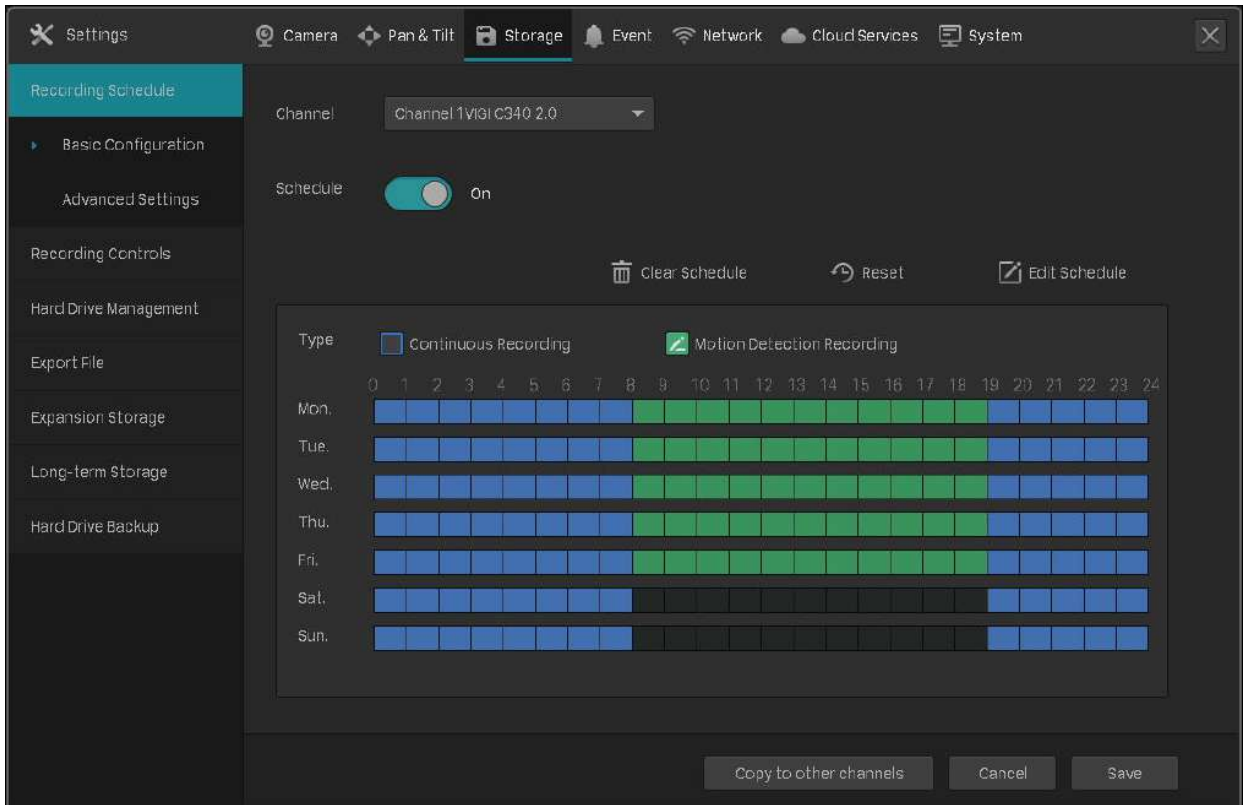 Settings Camera Pan & Tilt Storage Event Network Cloud Services System
Recording Schedule
Basic Configuration
Advanced Settings
Recording Controls
Hard Drive Management
Export File
Expansion Storage
Long-term Storage
Hard Drive Backup
Channel Channel 1 VIGI C340 2.0
Schedule On
Clear Schedule Reset Edit Schedule
Type Continuous Recording Motion Detection Recording
0 1 2 3 4 5 6 7 8 9 10 11 12 13 14 15 16 17 18 19 20 21 22 23 24
Mon.
Tue.
Wed.
Thu.
Fri.
Sat.
Sun.
Copy to other channels Cancel Save